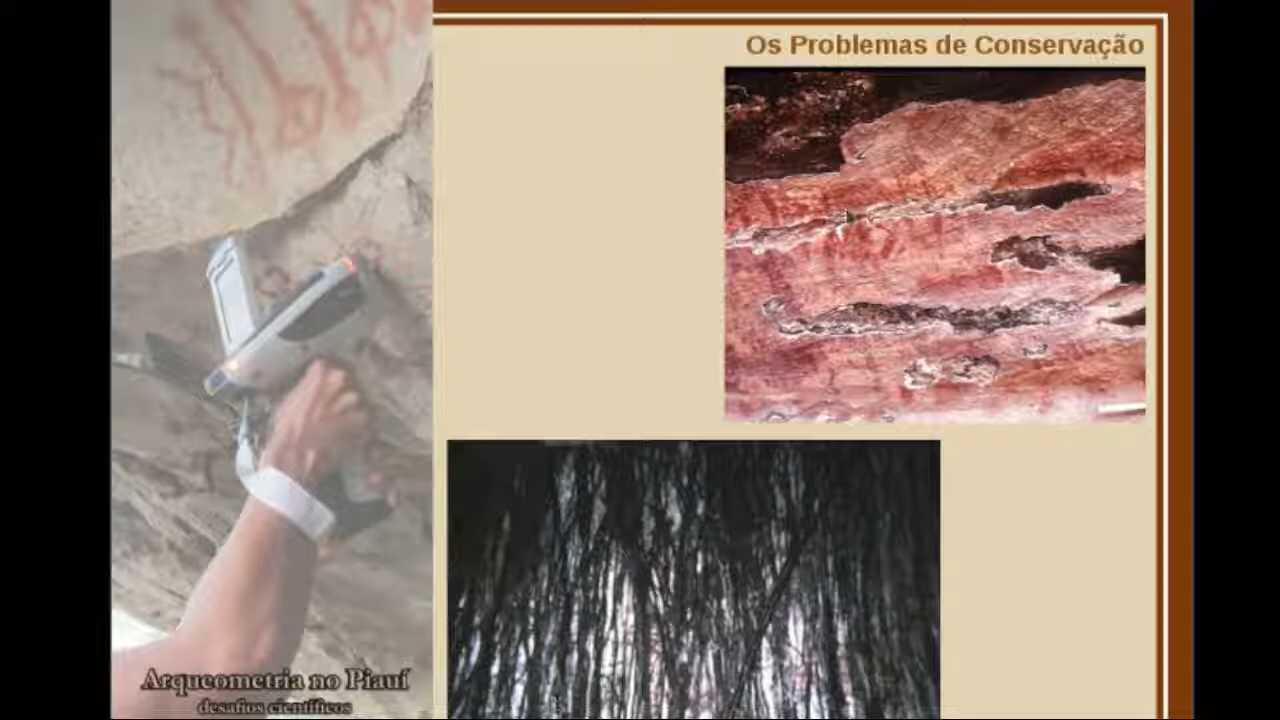 Os Problemas de Conservação
Arqueometria no Piauí
desafios científicos